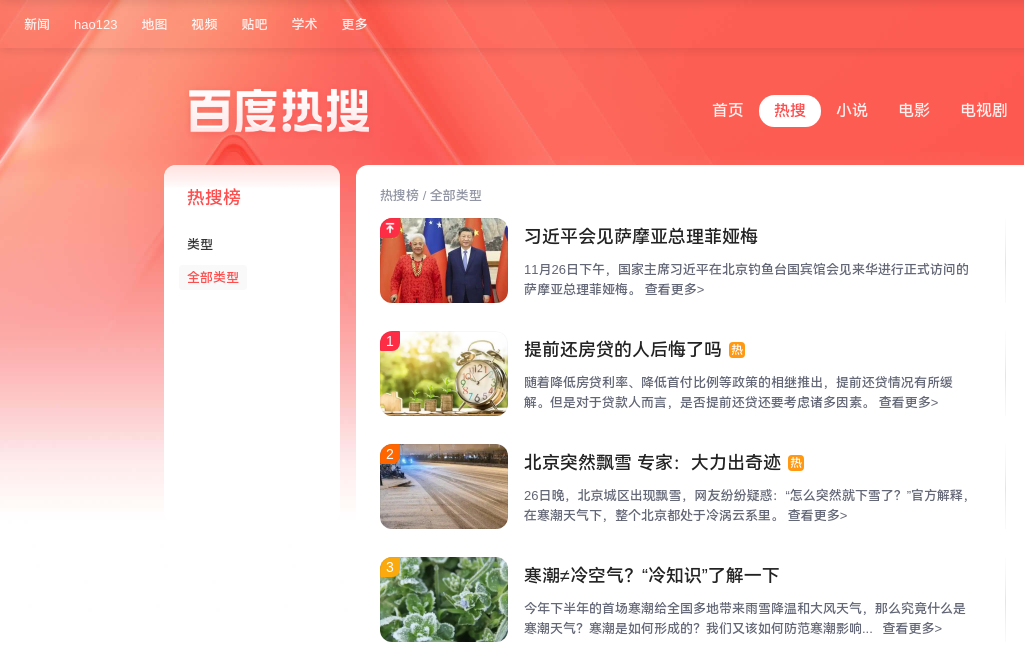 新闻 hao123 地图 视频 贴吧 学术 更多
百度热搜
首页 热搜 小说 电影 电视剧
热搜榜
类型
全部类型
热搜榜 / 全部类型
习近平会见萨摩亚总理菲娅梅
11月26日下午，国家主席习近平在北京钓鱼台国宾馆会见来华进行正式访问的
萨摩亚总理菲娅梅。 查看更多>
1
提前还房贷的人后悔了吗 热
随着降低房贷利率、降低首付比例等政策的相继推出，提前还贷情况有所缓
解。但是对于贷款人而言，是否提前还贷还要考虑诸多因素。 查看更多>
2
北京突然飘雪 专家：大力出奇迹 热
26日晚，北京城区出现飘雪，网友纷纷疑惑：“怎么突然就下雪了？”官方解释，
在寒潮天气下，整个北京都处于冷涡云系里。 查看更多>
3
寒潮≠冷空气？“冷知识”了解一下
今年下半年的首场寒潮给全国多地带来雨雪降温和大风天气，那么究竟什么是
寒潮天气？寒潮是如何形成的？我们又该如何防范寒潮影响... 查看更多>